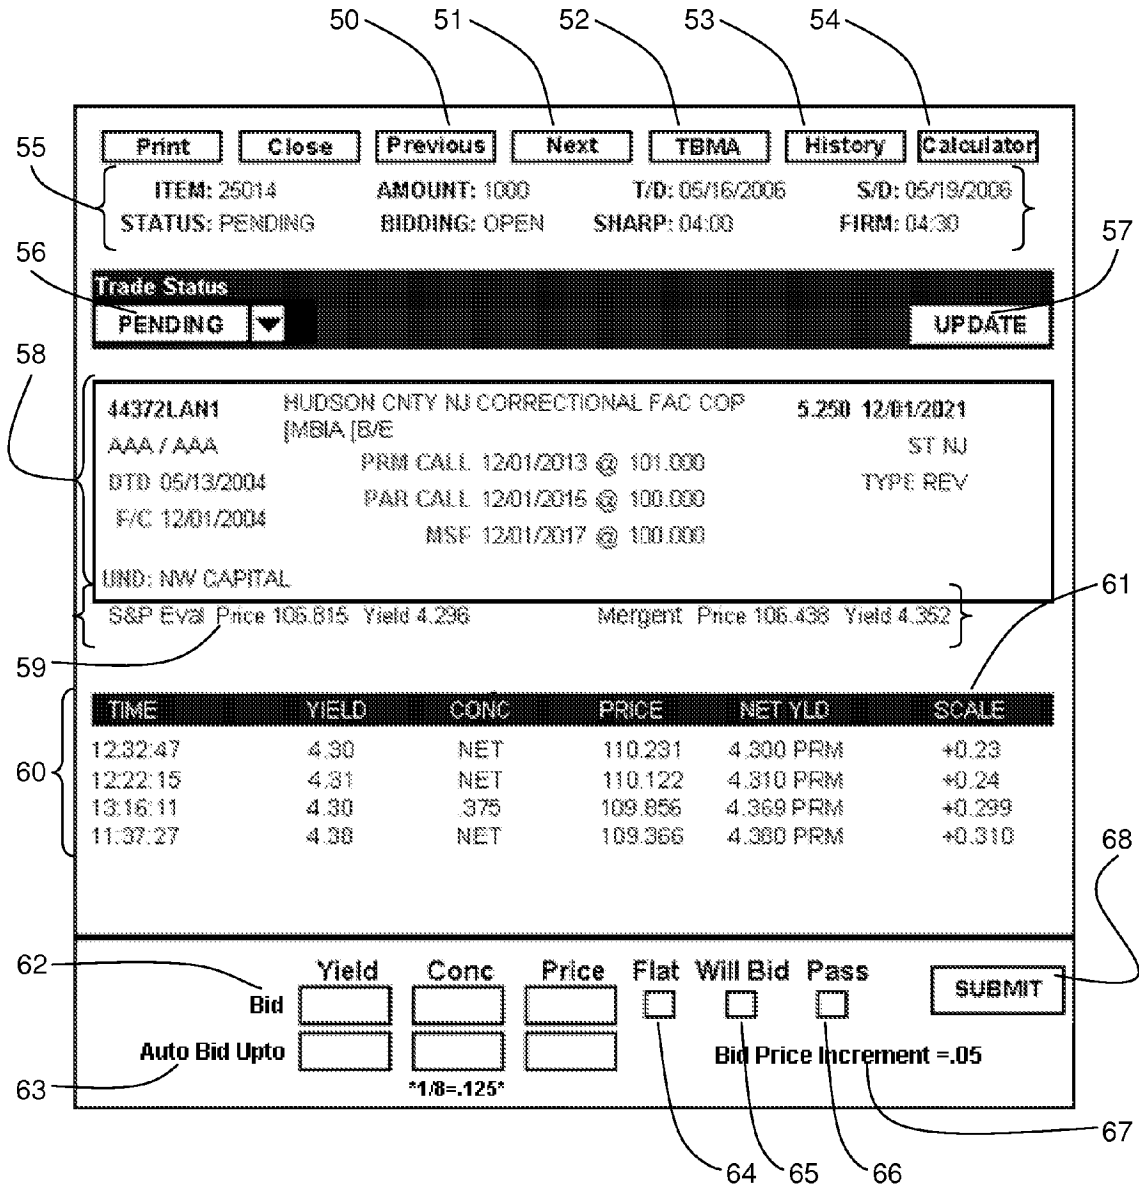 50 51 52 53 54
Print Close Previous Next TBMA History Calculator
55
ITEM: 25014 AMOUNT: 1000 T/D: 05/16/2006 S/D: 05/19/2006
STATUS: PENDING BIDDING: OPEN SHARP: 04:00 FIRM: 04:30
57
56
Trade Status
PENDING UPDATE
58
44372LAN1 HUDSON CNTY NJ CORRECTIONAL FAC COP 5.250 12/01/2021
[MBIA [B/E
AAA / AAA ST NJ
PRM CALL 12/01/2013 @ 101.000
DTD 05/13/2004 TYPE REV
PAR CALL 12/01/2015 @ 100.000
F/C 12/01/2004
MSF 12/01/2017 @ 100.000
UND: NW CAPITAL
61
S&P Eval Price 106.815 Yield 4.296 Mergent Price 106.438 Yield 4.352
59
TIME YIELD CONC PRICE NET YLD SCALE
12:32:47 4.30 NET 110.231 4.300 PRM +0.23
60
12:22:15 4.31 NET 110.122 4.310 PRM +0.24
13:16:11 4.30 .375 109.856 4.369 PRM +0.299
11:37:27 4.38 NET 109.366 4.380 PRM +0.310
68
62
Yield Conc Price Flat Will Bid Pass
Bid SUBMIT
Auto Bid Upto Bid Price Increment =.05
63
*1/8=.125*
67
64 65 66